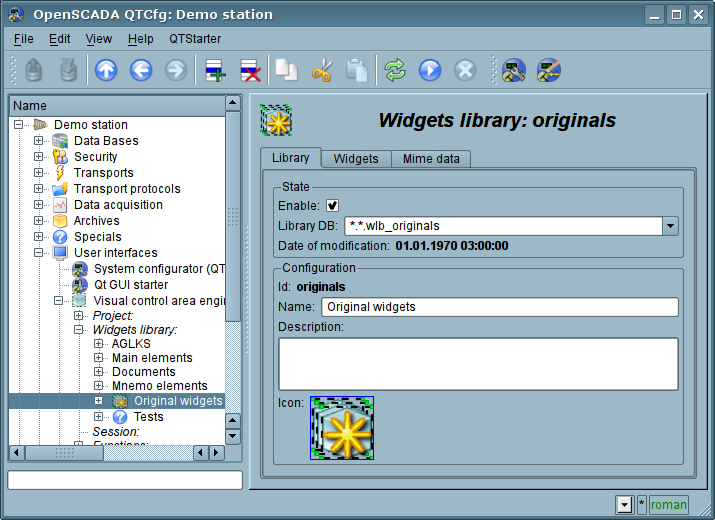 OpenSCADA QTCfg: Demo station
File Edit View Help QTStarter
Name
Demo station
Data Bases
Security
Transports
Transport protocols
Data acquisition
Archives
Specials
User interfaces
System configurator (QT
Qt GUI starter
Visual control area engin
Project:
Widgets library:
AGLKS
Main elements
Documents
Mnemo elements
Original widgets
Tests
Session:
Functions:
Widgets library: originals
Library Widgets Mime data
State
Enable:
Library DB: *.*.wlb_originals
Date of modification: 01.01.1970 03:00:00
Configuration
Id: originals
Name: Original widgets
Description:
Icon:
* roman